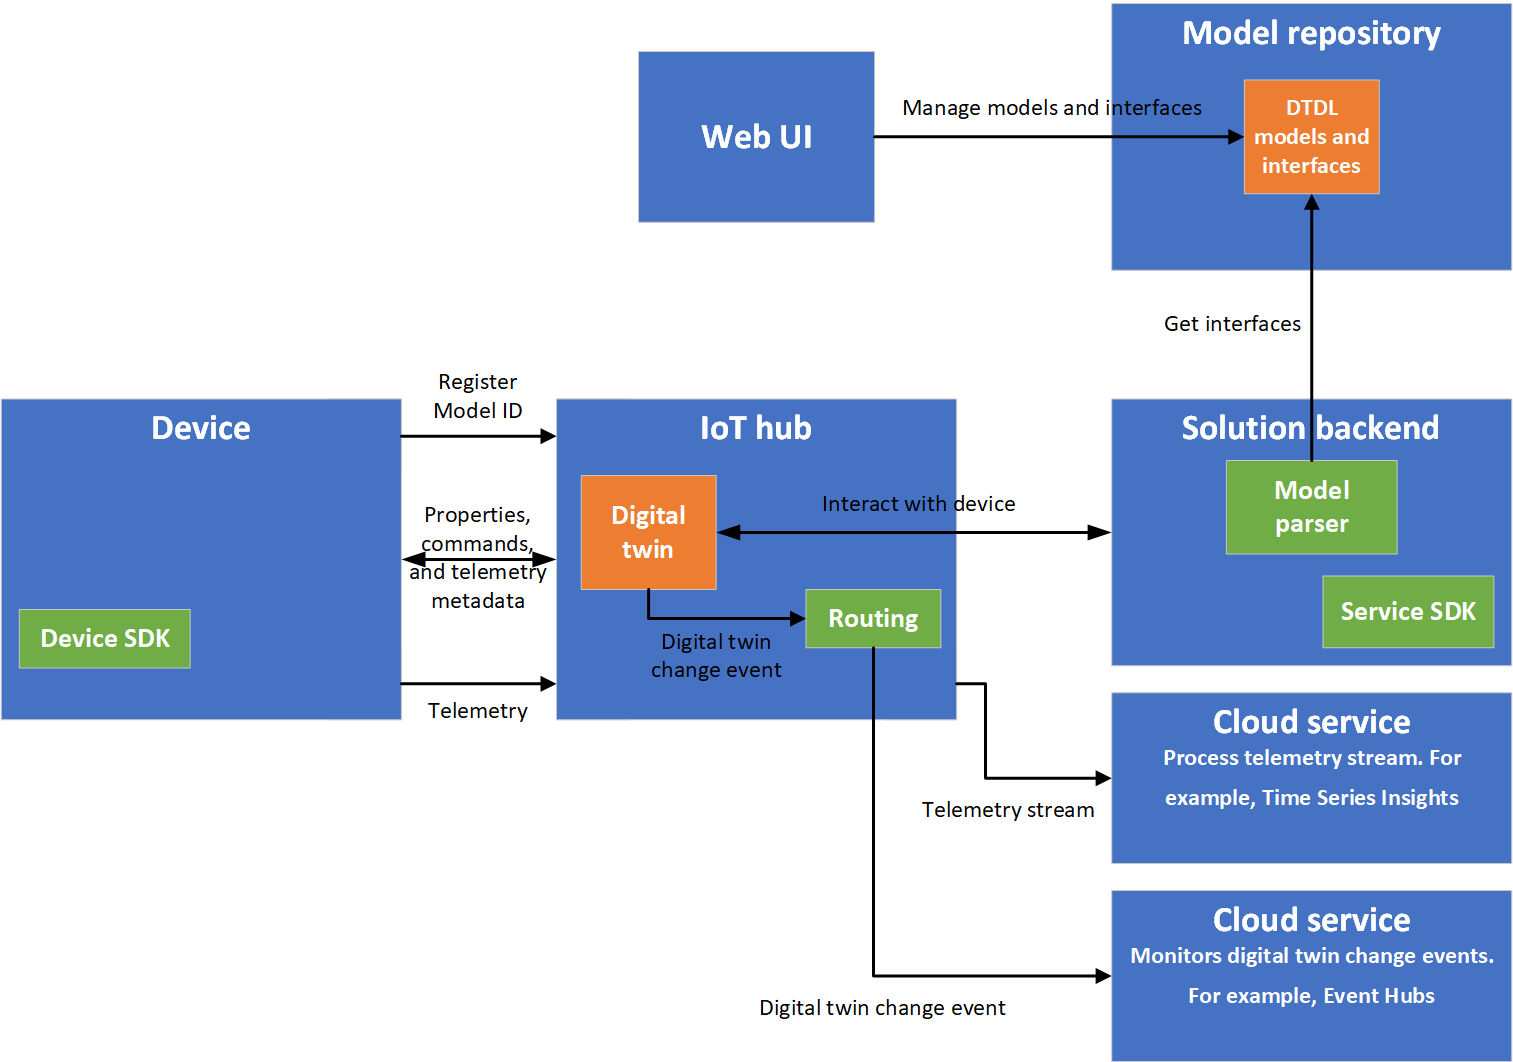 Model repository
DTDL
models and
interfaces
Manage models and interfaces
Web UI
Get interfaces
Register
Model ID
Device
IoT hub
Solution backend
Properties,
commands,
and telemetry
metadata
Digital
twin
Interact with device
Model
parser
Device SDK
Routing
Service SDK
Digital twin
change event
Telemetry
Cloud service
Process telemetry stream. For
example, Time Series Insights
Telemetry stream
Cloud service
Monitors digital twin change events.
For example, Event Hubs
Digital twin change event